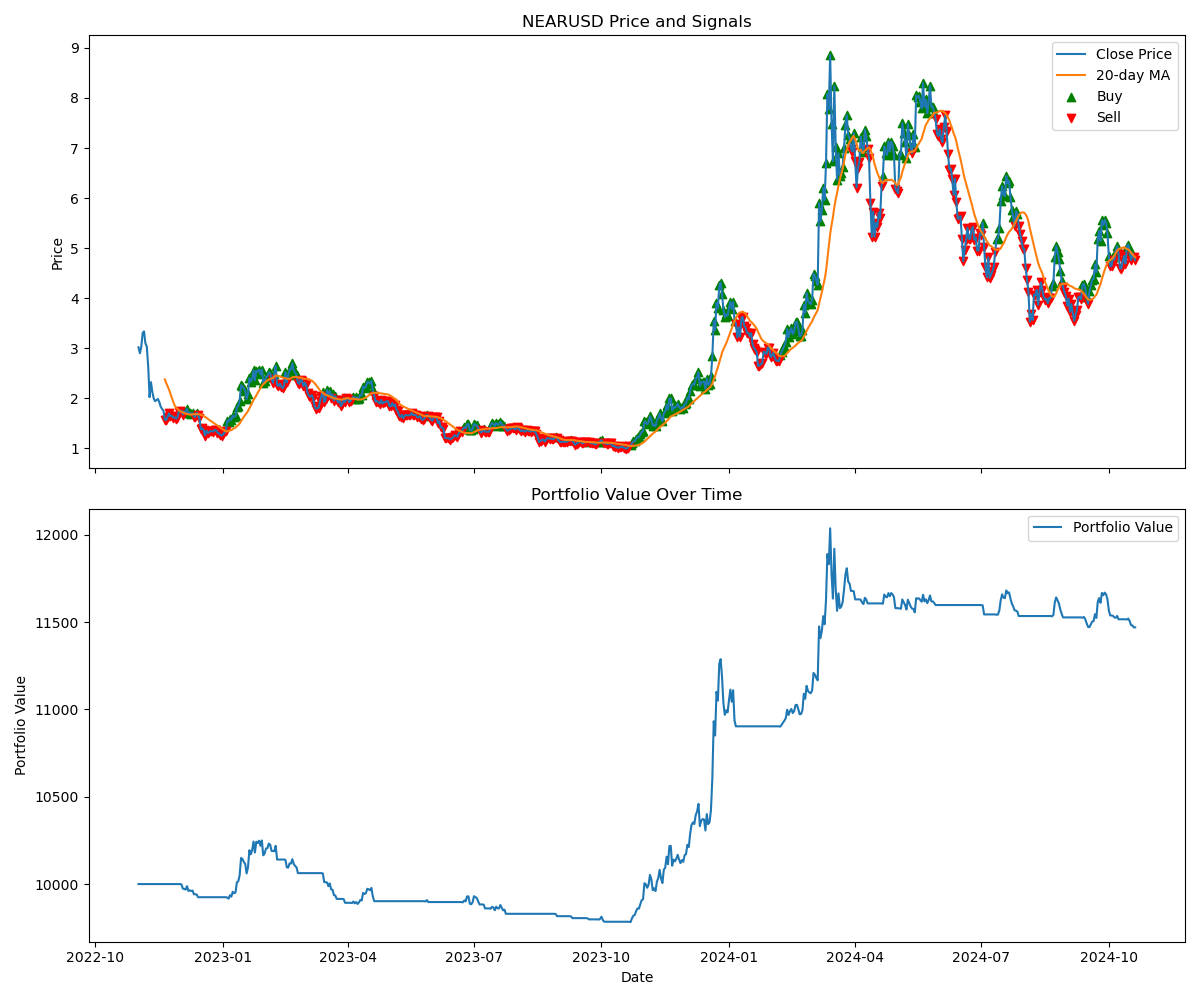 NEARUSD Price and Signals
Price
9
8
7
6
5
4
3
2
1
Close Price
20-day MA
Buy
Sell
Portfolio Value Over Time
Portfolio Value
12000
11500
11000
10500
10000
Portfolio Value
2022-10
2023-01
2023-04
2023-07
2023-10
2024-01
2024-04
2024-07
2024-10
Date